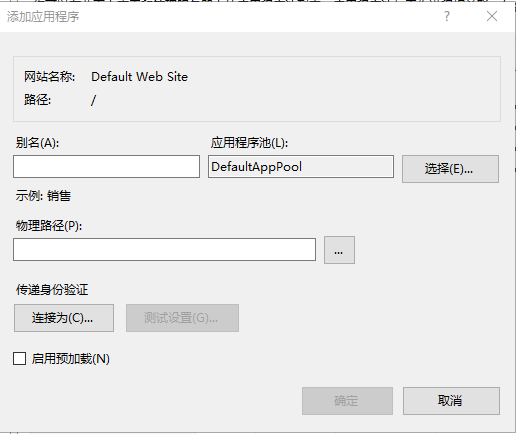 添加应用程序
?
网站名称: Default Web Site
路径: /
别名(A): 应用程序池(L):
DefaultAppPool 选择(E)...
示例: 销售
物理路径(P):
...
传递身份验证
连接为(C)... 测试设置(G)...
启用预加载(N)
确定 取消